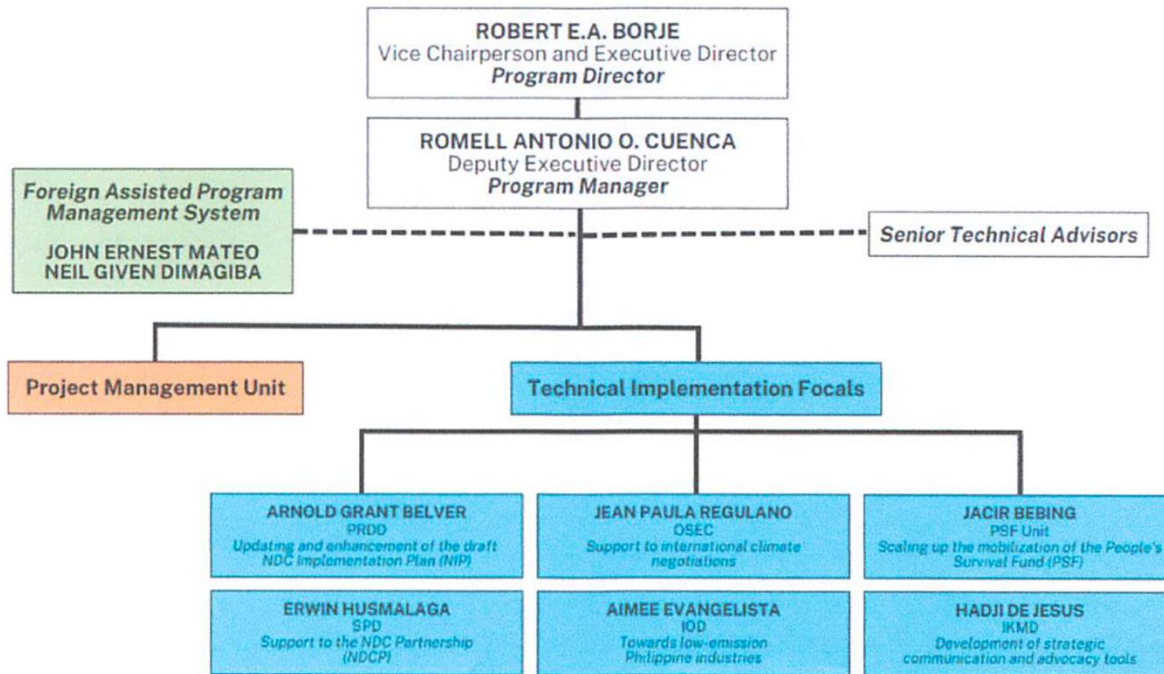 ROBERT E.A. BORJE
Vice Chairperson and Executive Director
Program Director
ROMELL ANTONIO O. CUENCA
Deputy Executive Director
Program Manager
Foreign Assisted Program
Management System
JOHN ERNEST MATEO
NEIL GIVEN DIMAGIBA
Senior Technical Advisors
Project Management Unit
Technical Implementation Focals
ARNOLD GRANT BELVER
PRDD
Updating and enhancement of the draft
NDC Implementation Plan (NIP)
JEAN PAULA REGULANO
OSEC
Support to international climate
negotiations
JACIR BEBING
PSF Unit
Scaling up the mobilization of the People's
Survival Fund (PSF)
ERWIN HUSMALAGA
SPD
Support to the NDC Partnership
(NDCP)
AIMEE EVANGELISTA
IOD
Towards low-emission
Philippine industries
HADJI DE JESUS
IKMD
Development of strategic
communication and advocacy tools